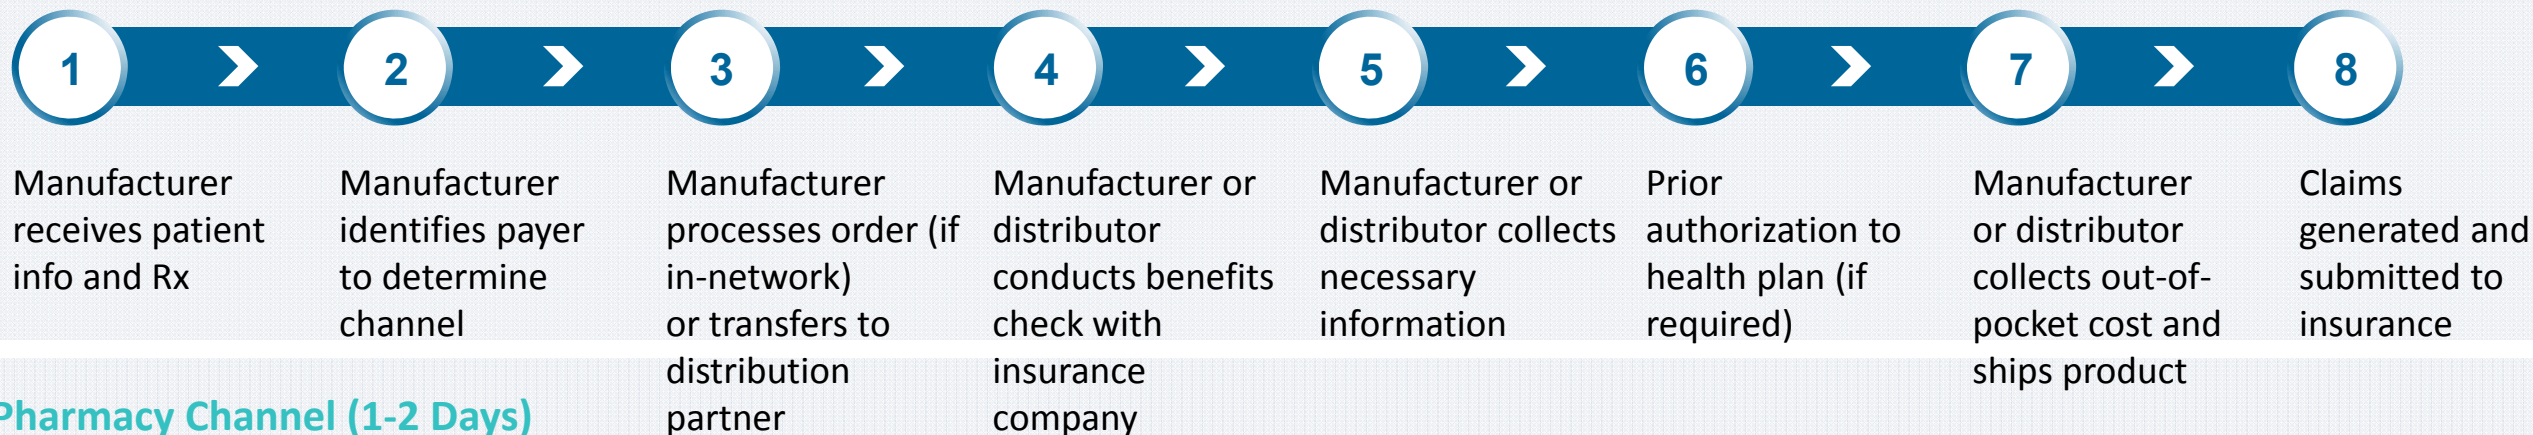 1
2
3
4
5
6
7
8
Manufacturer
receives patient
info and Rx
Manufacturer
identifies payer
to determine
channel
Manufacturer
processes order (if
in-network)
or transfers to
distribution
partner
Manufacturer or
distributor
conducts benefits
check with
insurance
company
Manufacturer or
distributor collects
necessary
information
Prior
authorization to
health plan (if
required)
Manufacturer
or distributor
collects out-of-
pocket cost and
ships product
Claims
generated and
submitted to
insurance
Pharmacy Channel (1-2 Days)